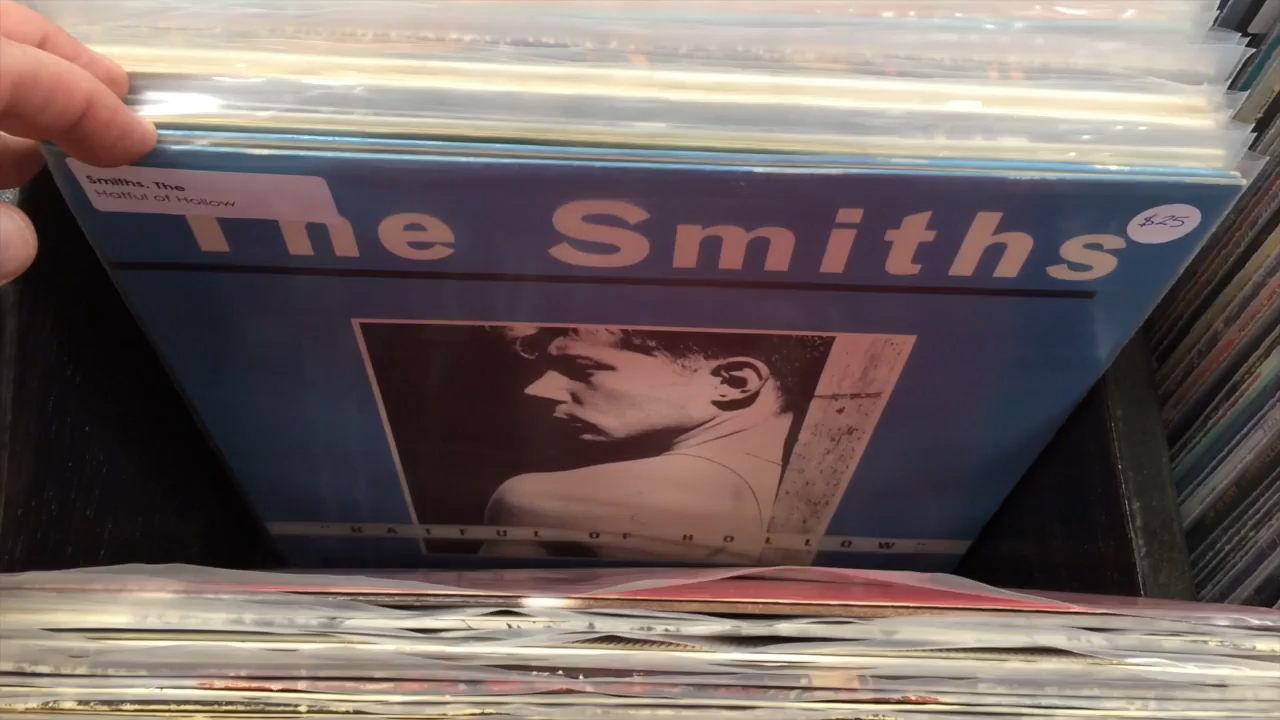 Smiths, The
Hatful of Hollow
The Smiths
$25
"HATFUL OF HOLLOW"